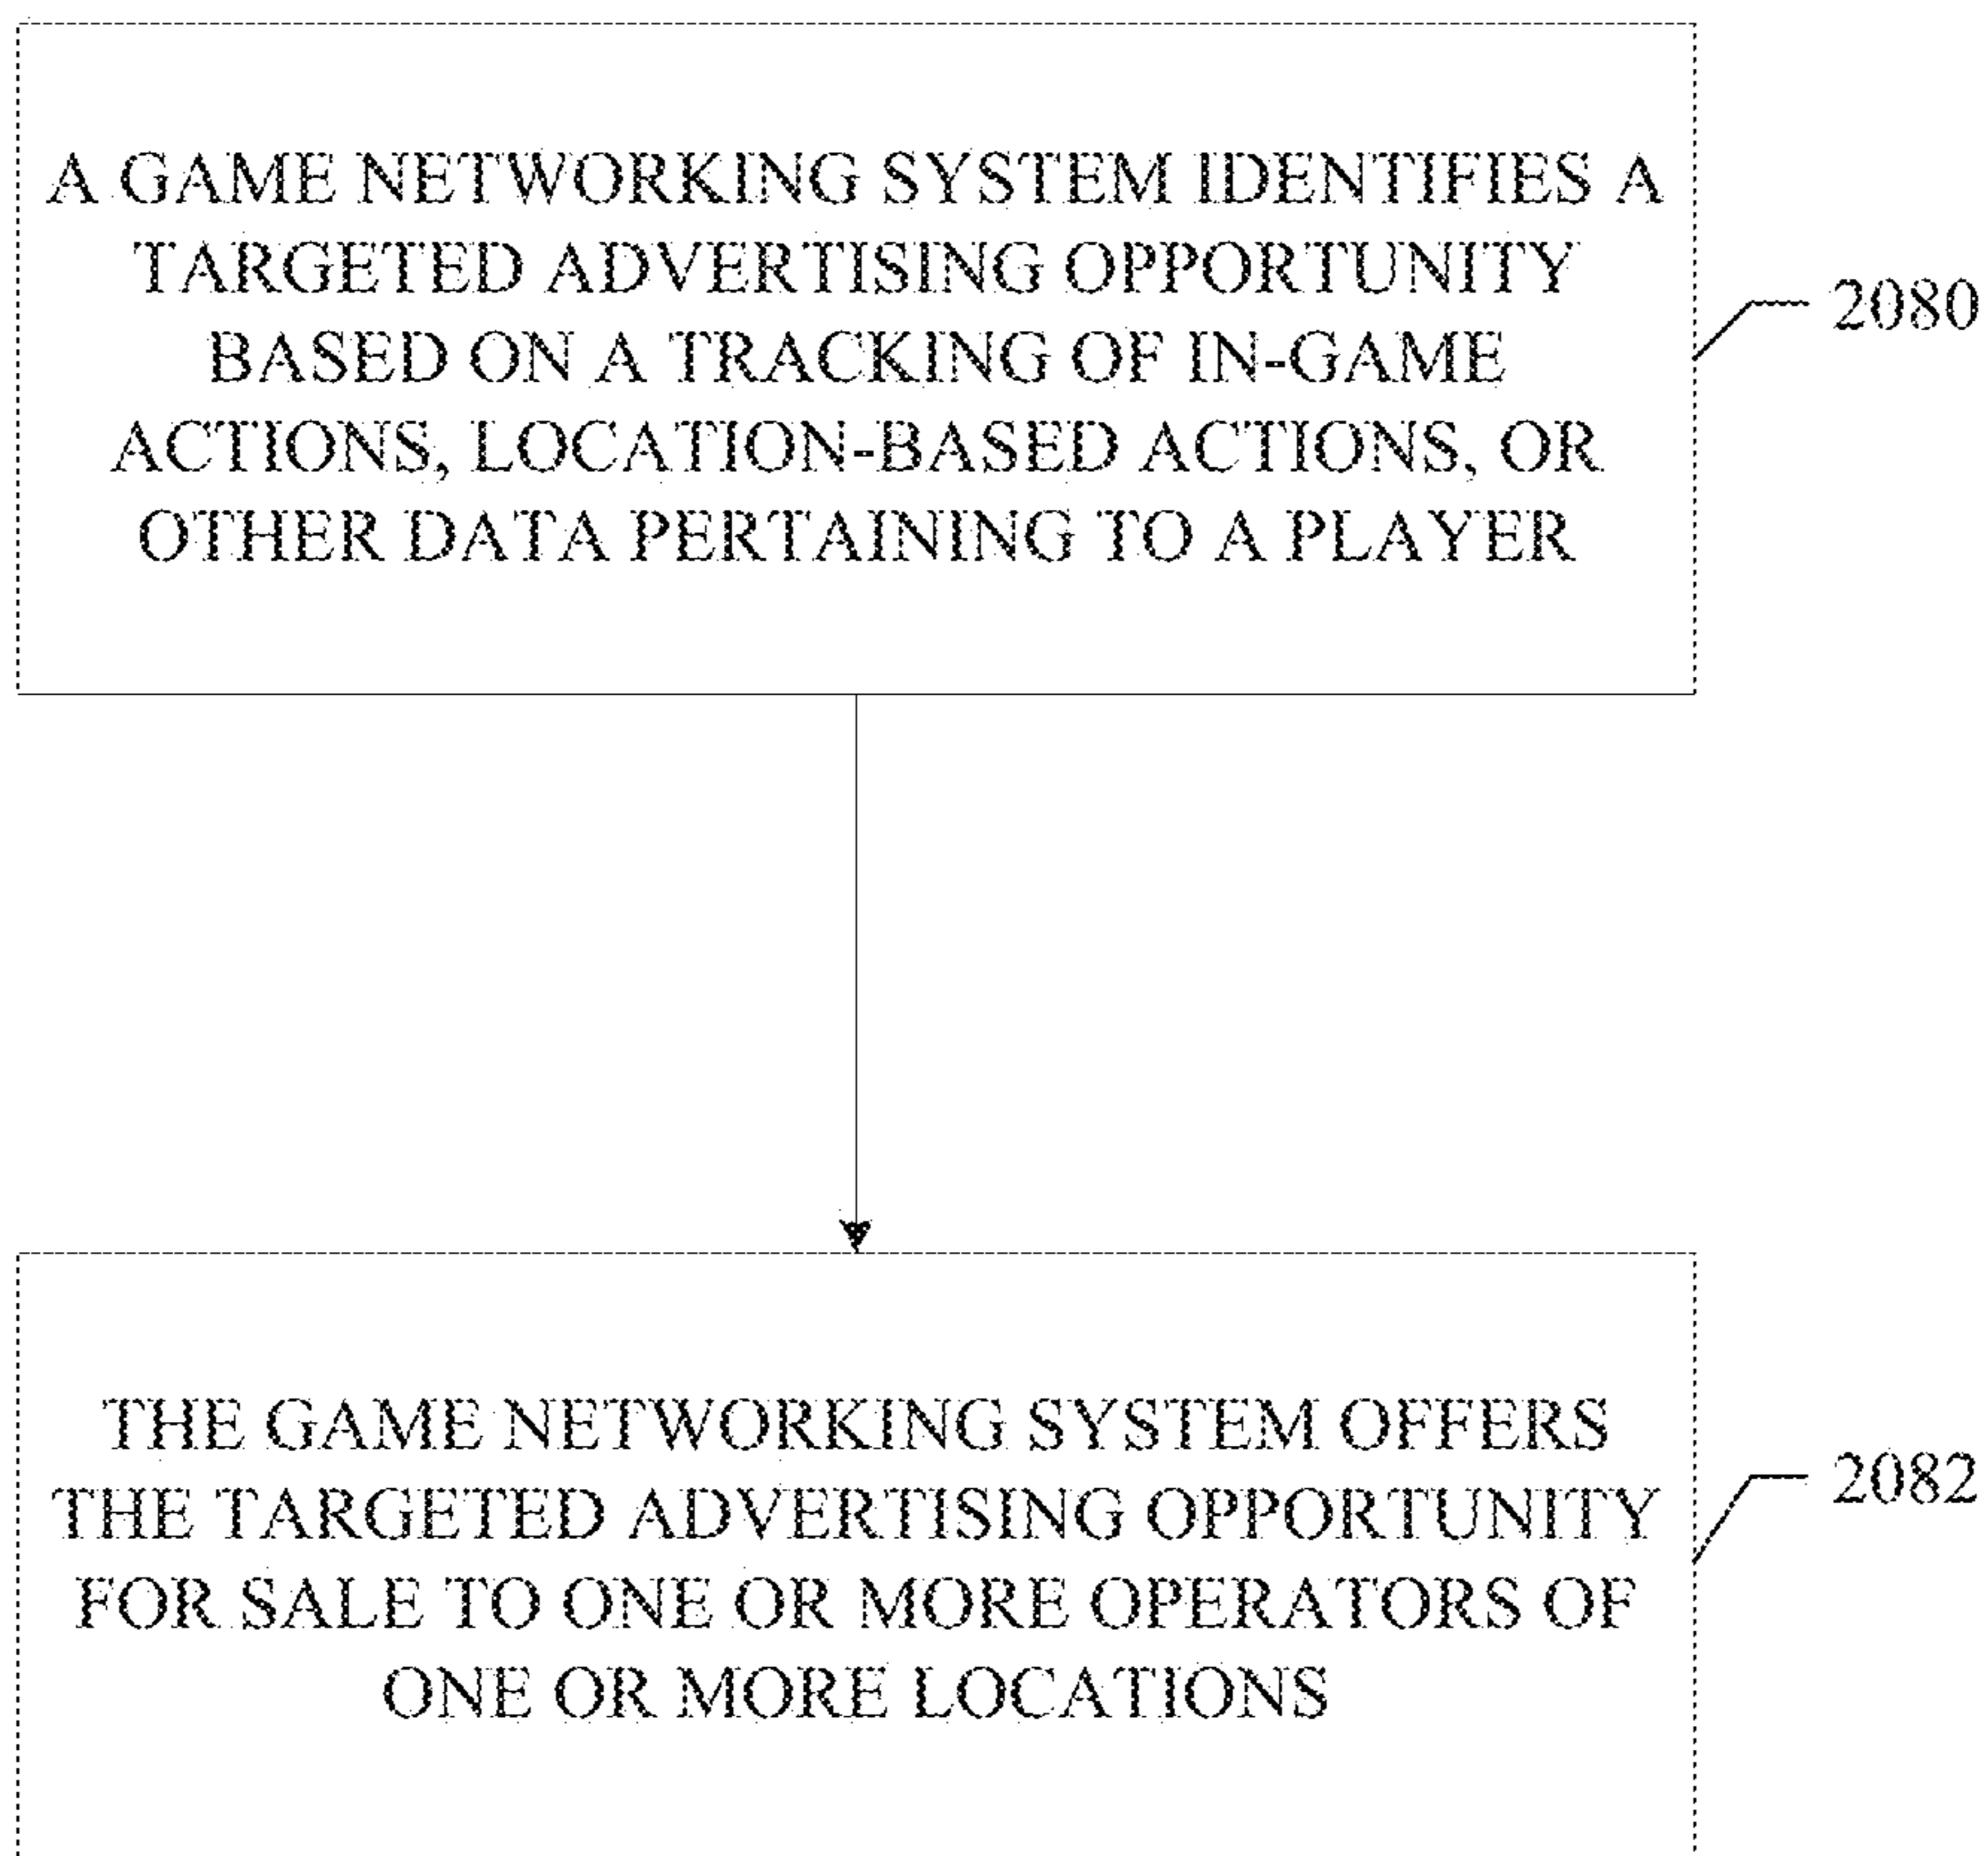 A GAME NETWORKING SYSTEM IDENTIFIES A
TARGETED ADVERTISING OPPORTUNITY
BASED ON A TRACKING OF IN-GAME
ACTIONS, LOCATION-BASED ACTIONS, OR
OTHER DATA PERTAINING TO A PLAYER
2080
THE GAME NETWORKING SYSTEM OFFERS
THE TARGETED ADVERTISING OPPORTUNITY
FOR SALE TO ONE OR MORE OPERATORS OF
ONE OR MORE LOCATIONS
2082